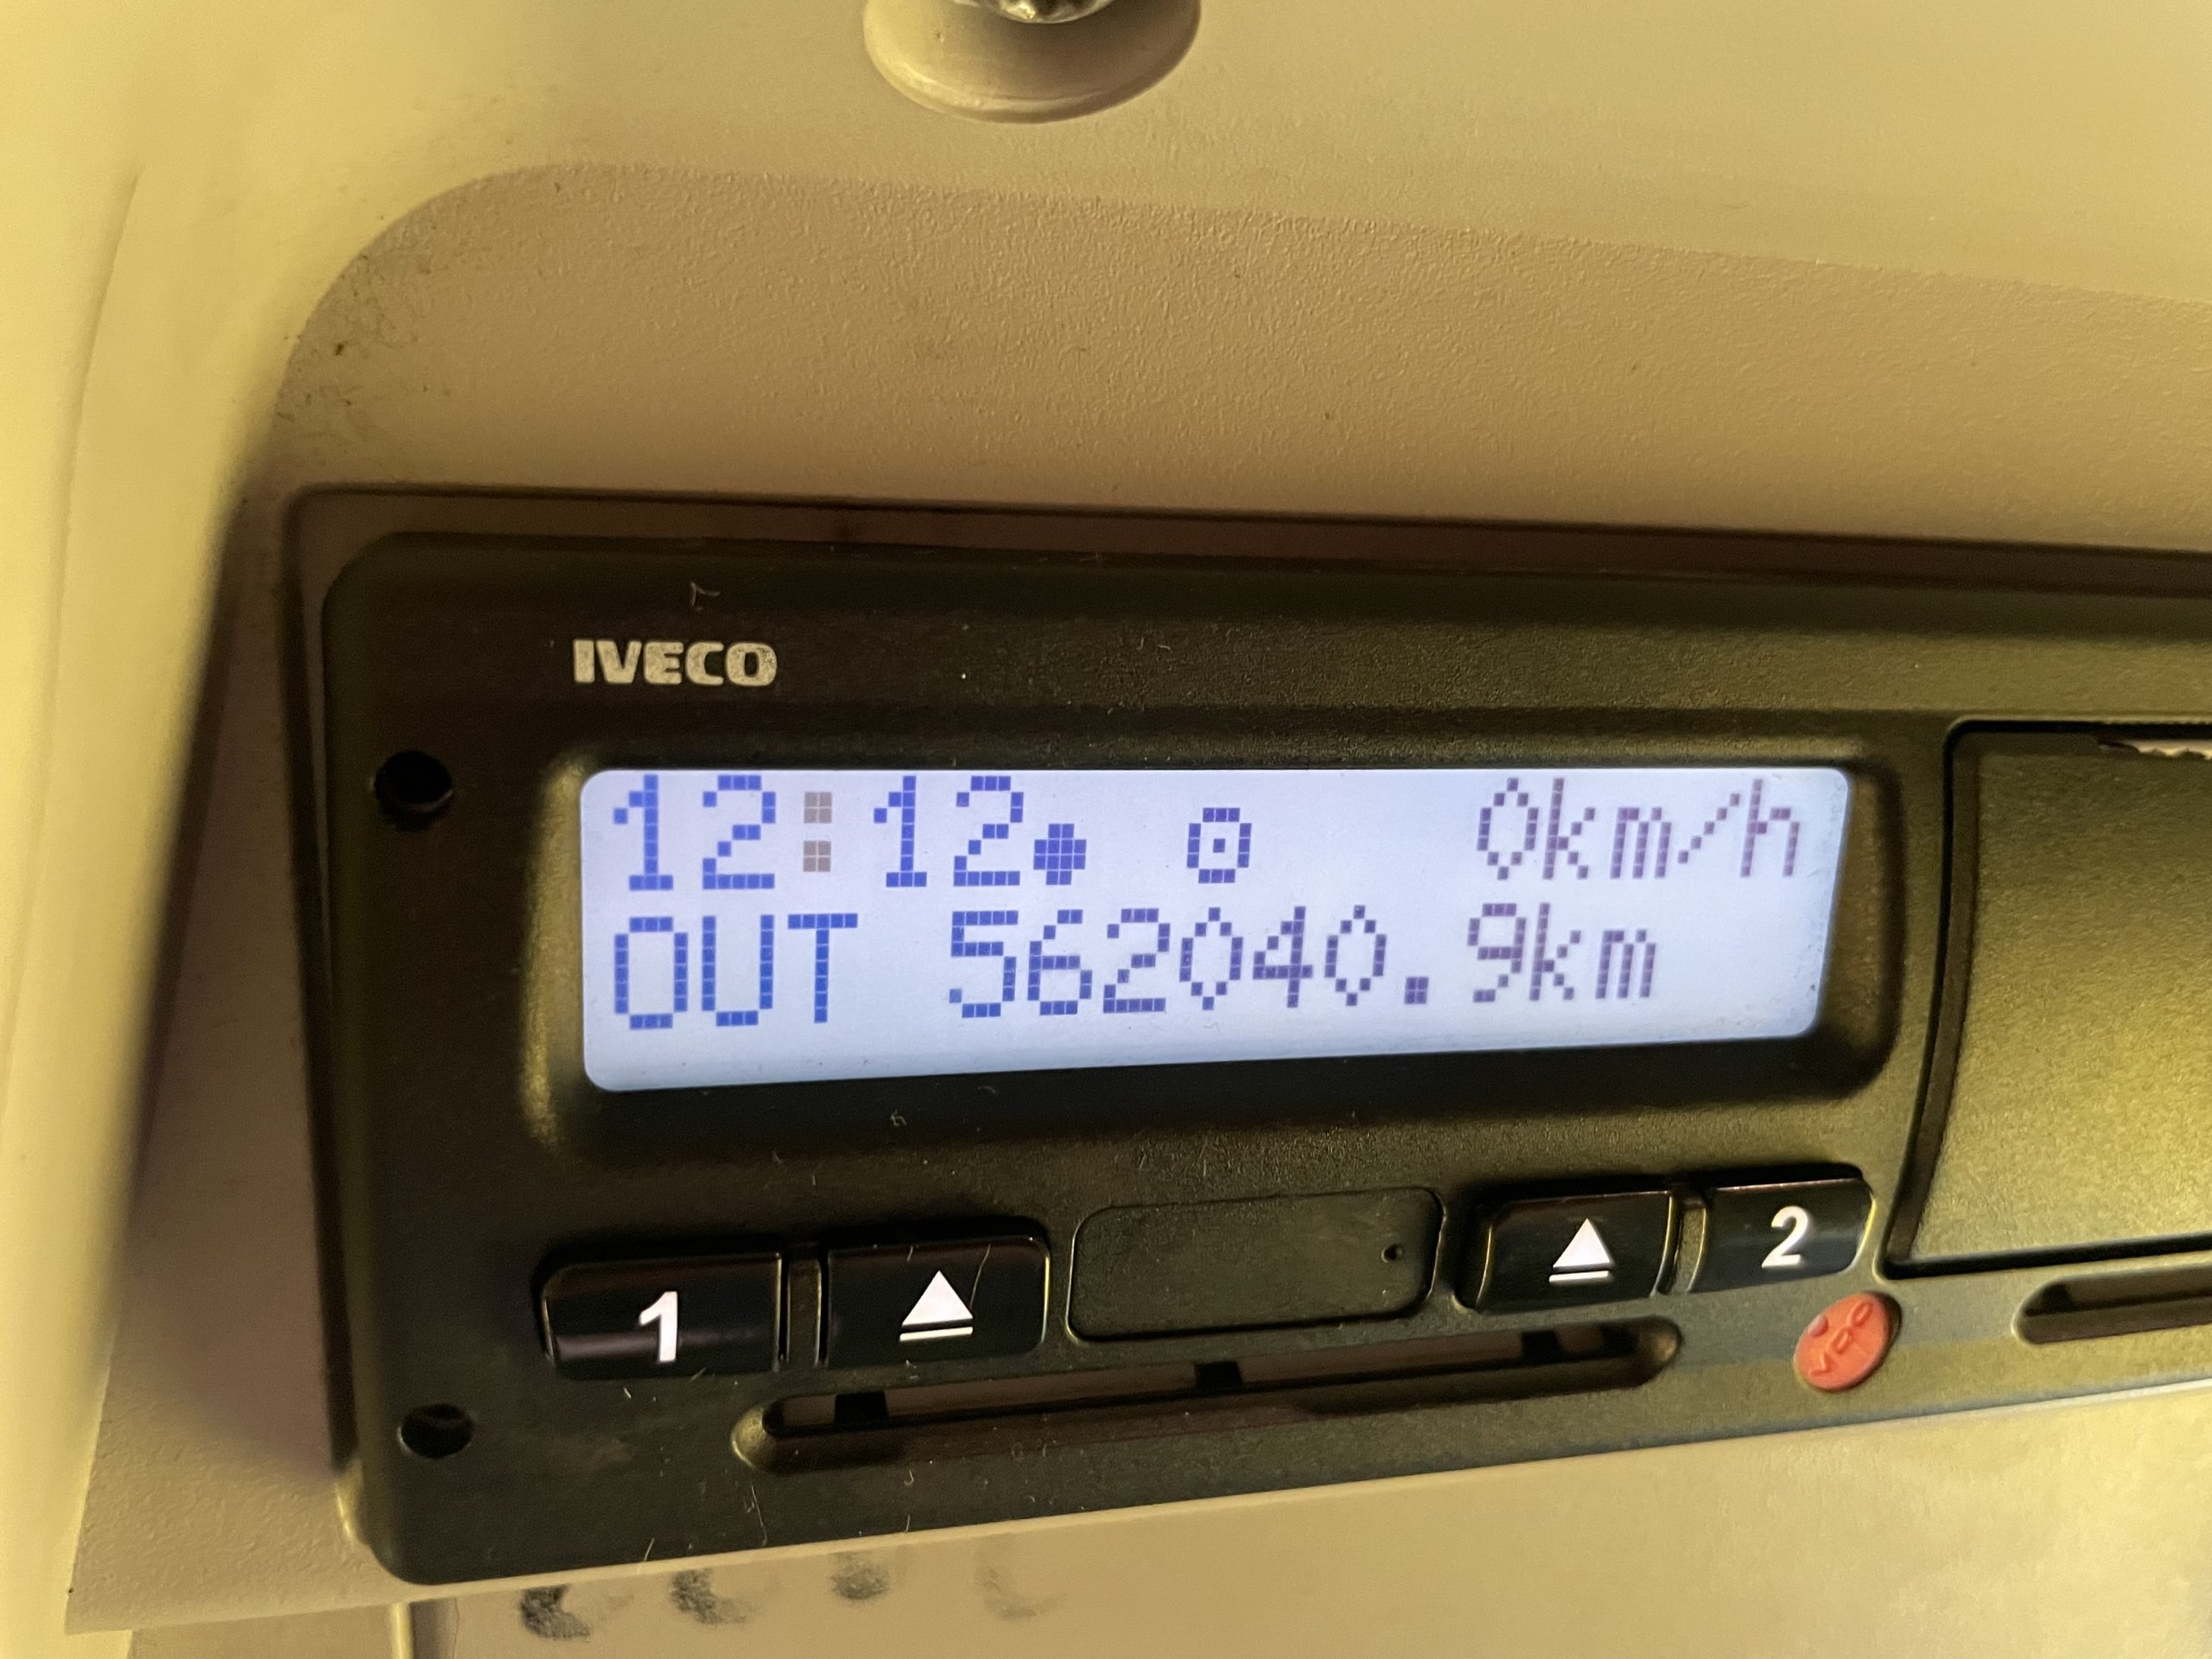 IVECO
12:12● ⊙ 0km/h
OUT 562040.9km
1
2
VDO